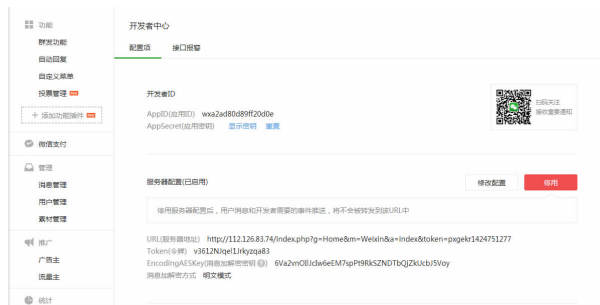 功能
群发功能
自动回复
自定义菜单
投票管理
+ 添加功能插件
微信支付
管理
消息管理
用户管理
素材管理
推广
广告主
流量主
统计
开发者中心
配置项 接口报警
开发者ID
AppID(应用ID) wxa2ad80d89ff20d0e
AppSecret(应用密钥) 显示密钥 重置
扫码关注
接收重要通知
服务器配置(已启用)
修改配置 停用
停用服务器配置后，用户消息和开发者需要的事件推送，将不会被转发到该URL中
URL(服务器地址) http://112.126.83.74/index.php?g=Home&m=Weixin&a=index&token=pxgekr1424751277
Token(令牌) v3612NJqei1Jrkyzqa83
EncodingAESKey(消息加解密密钥)
消息加解密方式 明文模式